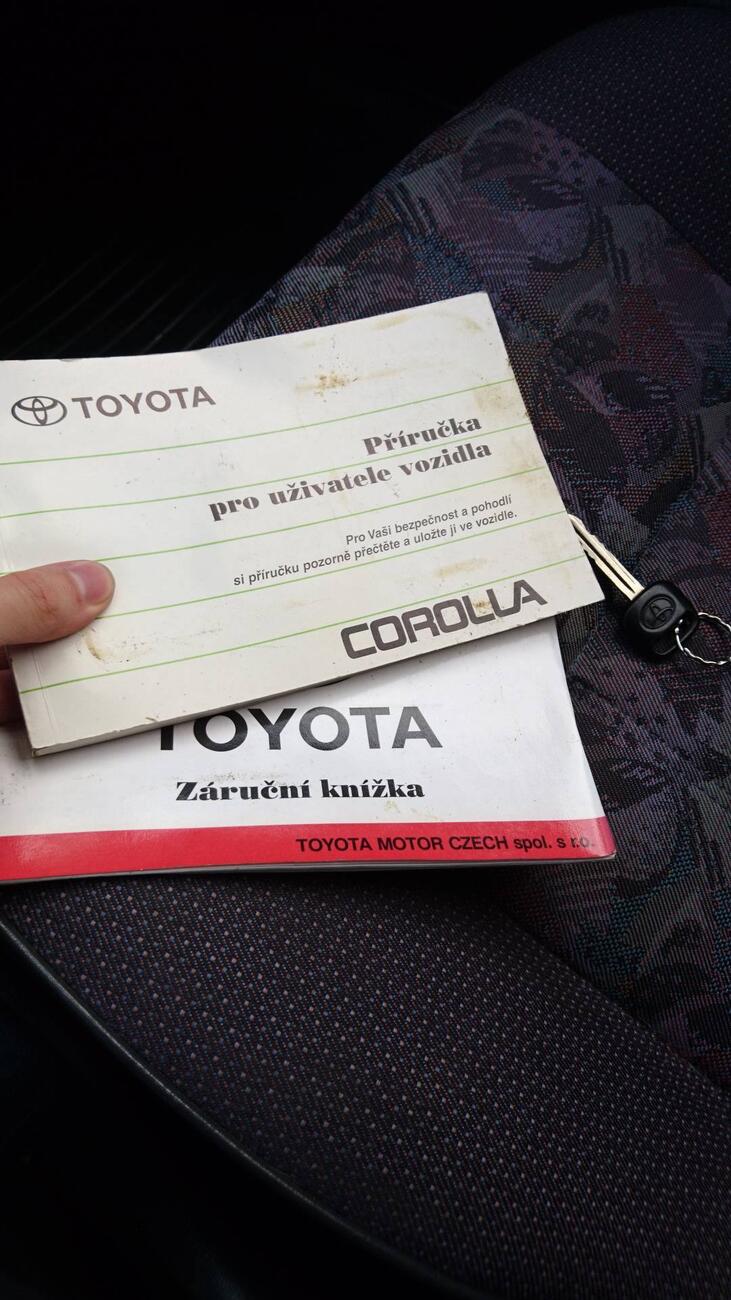 TOYOTA
Příručka
pro uživatele vozidla
Pro Vaši bezpečnost a pohodlí
si příručku pozorně přečtěte a uložte ji ve vozidle.
COROLLA
TOYOTA
Záruční knížka
TOYOTA MOTOR CZECH spol. s r.o.